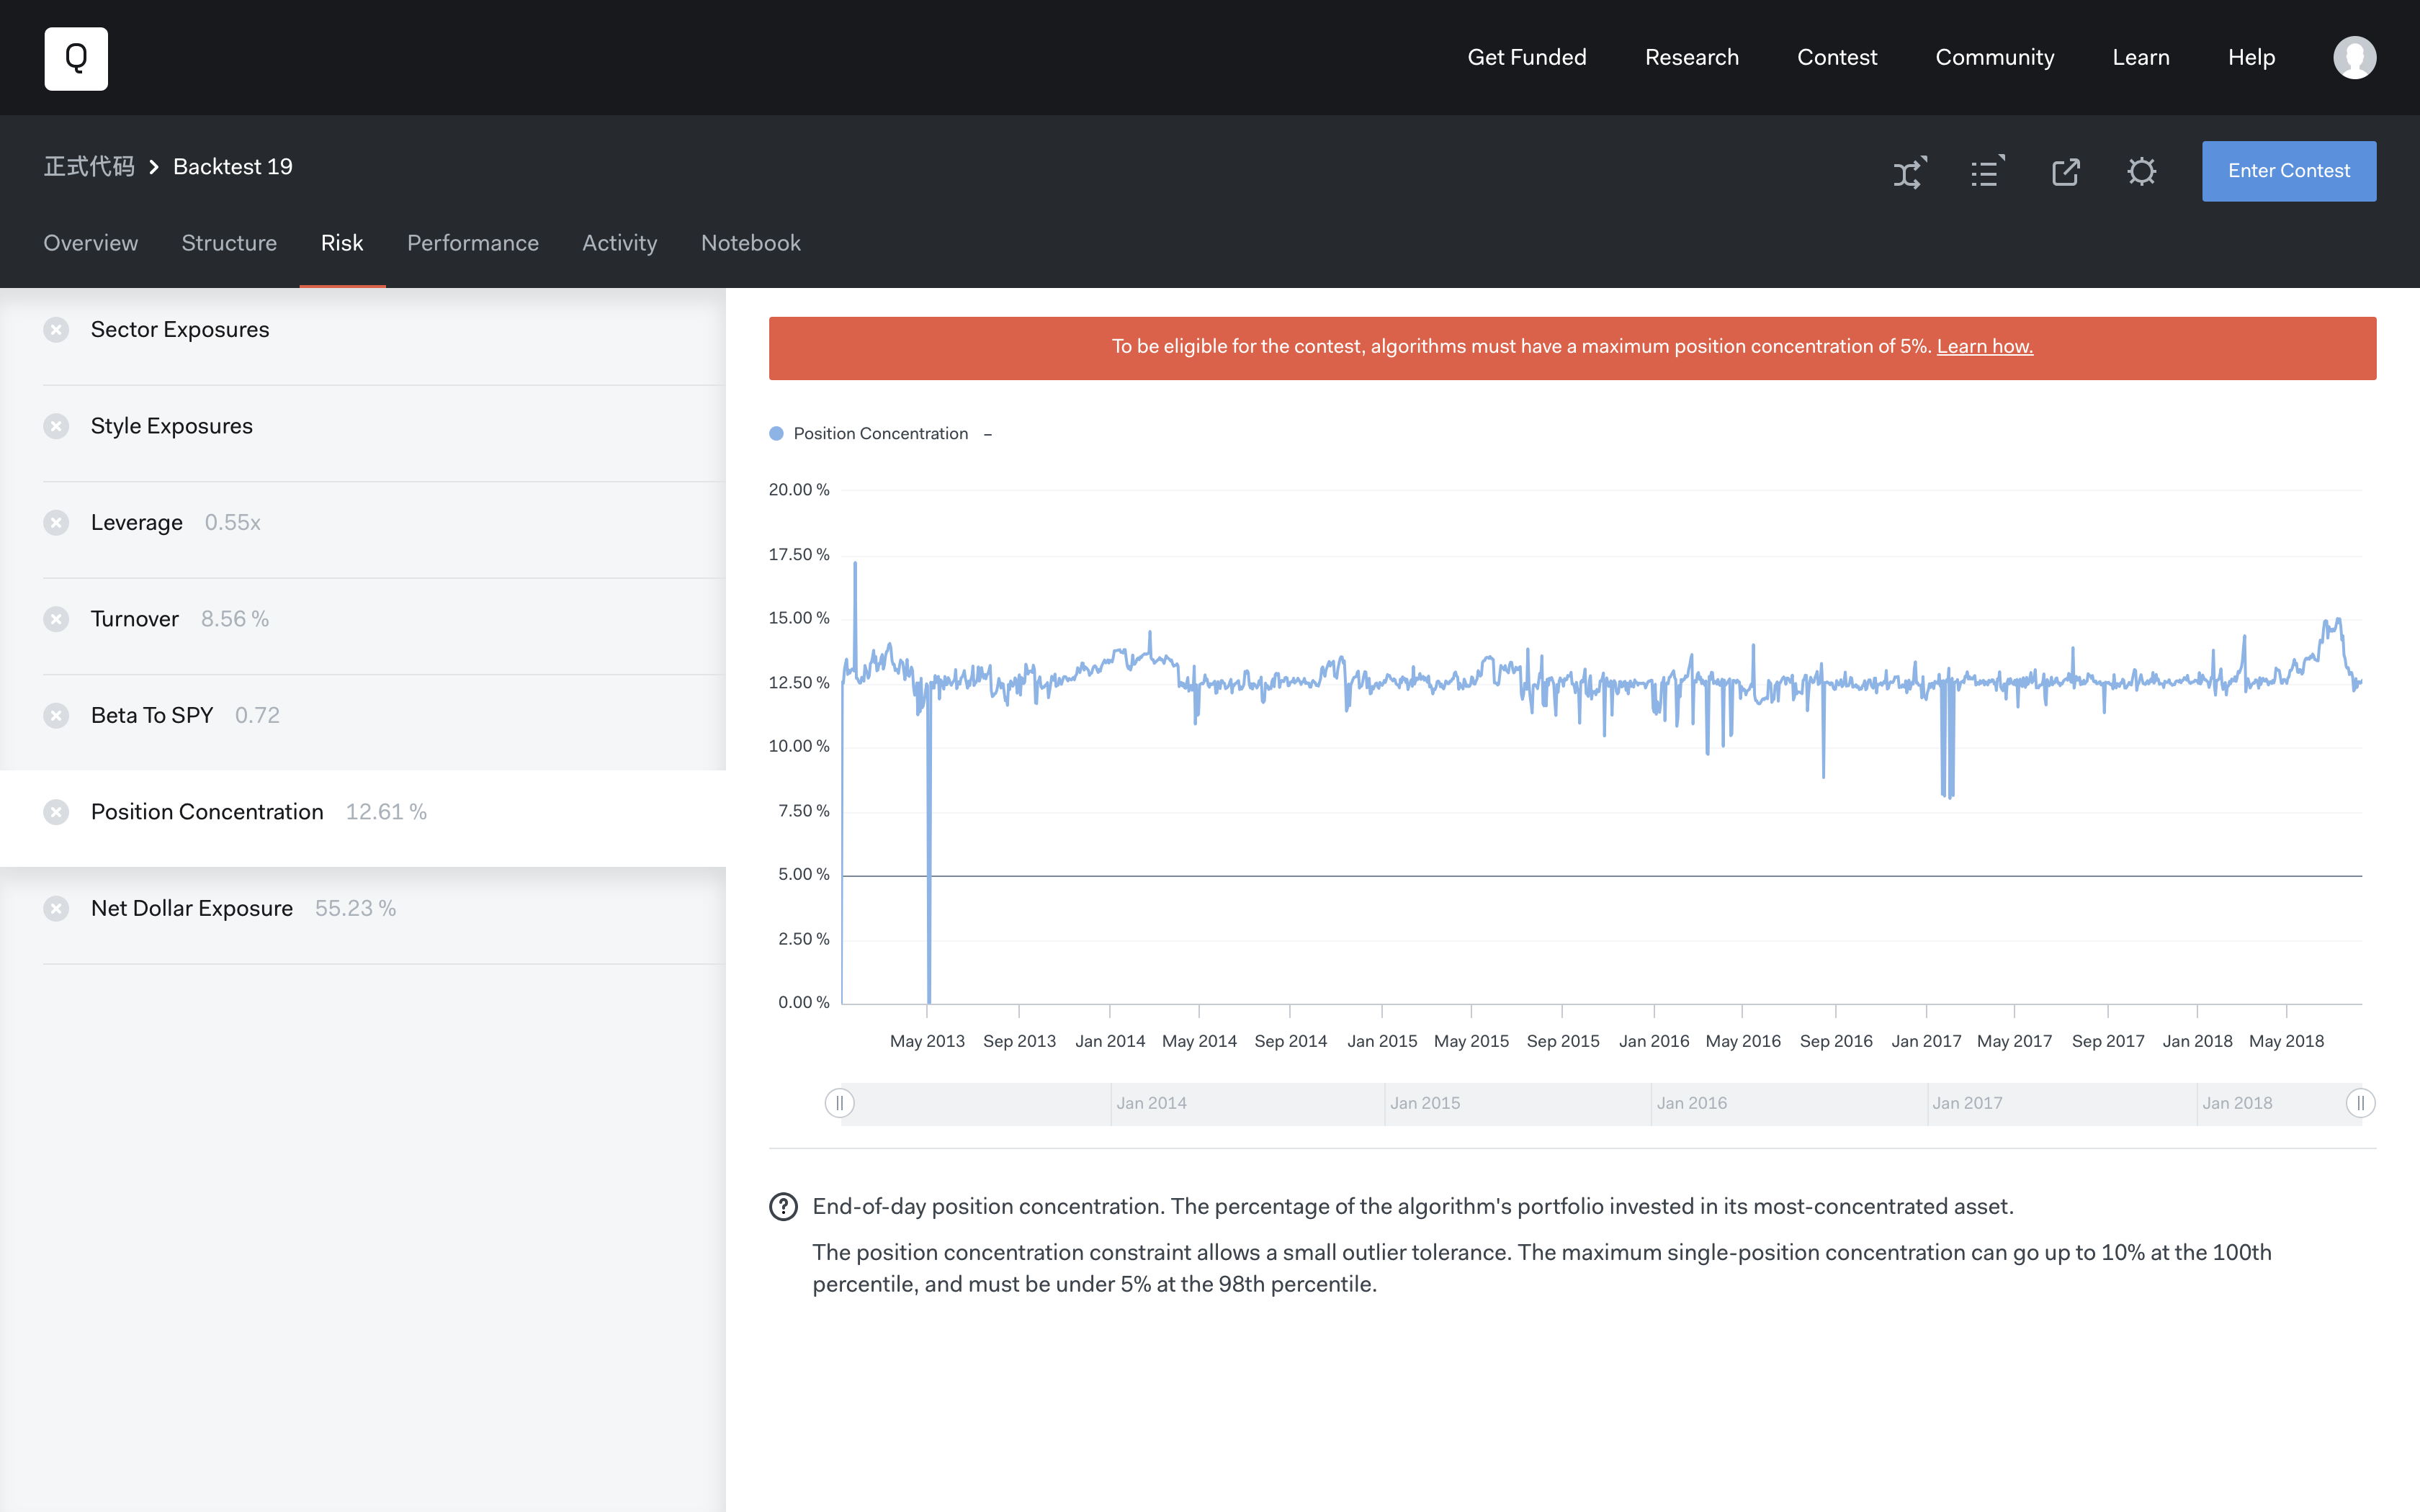 Q
Get Funded Research Contest Community Learn Help
正式代码 Backtest 19
Enter Contest
Overview Structure Risk Performance Activity Notebook
Sector Exposures
Style Exposures
Leverage 0.55x
Turnover 8.56 %
Beta To SPY 0.72
Position Concentration 12.61 %
Net Dollar Exposure 55.23 %
To be eligible for the contest, algorithms must have a maximum position concentration of 5%. Learn how.
Position Concentration –
20.00 %
17.50 %
15.00 %
12.50 %
10.00 %
7.50 %
5.00 %
2.50 %
0.00 %
May 2013 Sep 2013 Jan 2014 May 2014 Sep 2014 Jan 2015 May 2015 Sep 2015 Jan 2016 May 2016 Sep 2016 Jan 2017 May 2017 Sep 2017 Jan 2018 May 2018
Jan 2014 Jan 2015 Jan 2016 Jan 2017 Jan 2018
? End-of-day position concentration. The percentage of the algorithm's portfolio invested in its most-concentrated asset.
The position concentration constraint allows a small outlier tolerance. The maximum single-position concentration can go up to 10% at the 100th
percentile, and must be under 5% at the 98th percentile.